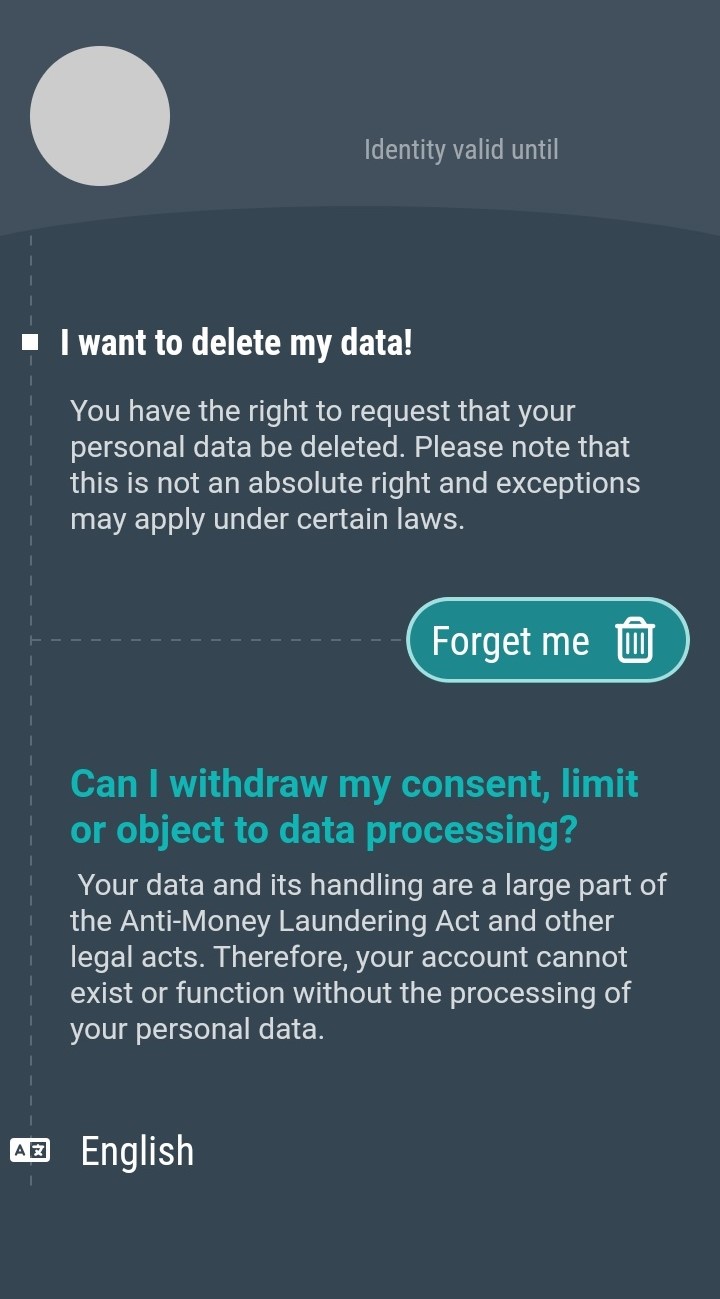 Identity valid until
I want to delete my data!
You have the right to request that your
personal data be deleted. Please note that
this is not an absolute right and exceptions
may apply under certain laws.
Forget me
Can I withdraw my consent, limit
or object to data processing?
Your data and its handling are a large part of
the Anti-Money Laundering Act and other
legal acts. Therefore, your account cannot
exist or function without the processing of
your personal data.
English